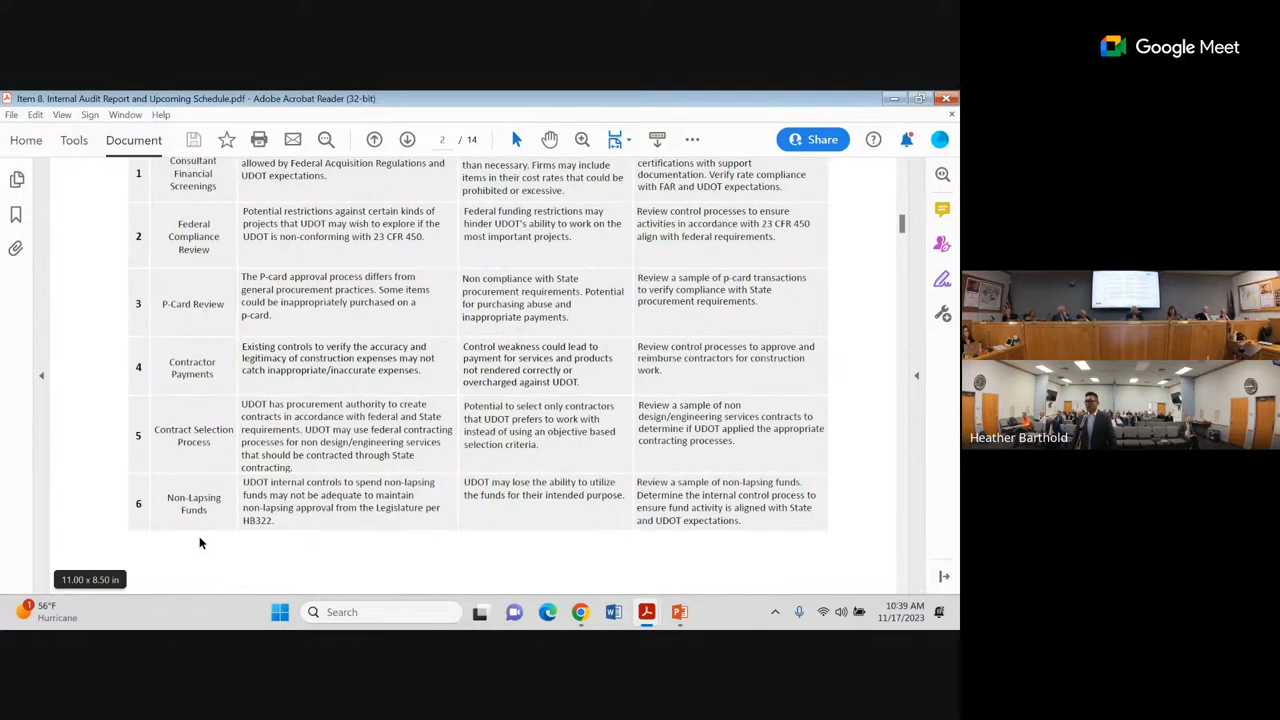 Google Meet
Item 8. Internal Audit Report and Upcoming Schedule.pdf - Adobe Acrobat Reader (32-bit)
File Edit View Sign Window Help
Home Tools Document 2 / 14 Share
1
Consultant
Financial
Screenings
allowed by Federal Acquisition Regulations and
UDOT expectations.
than necessary. Firms may include
items in their cost rates that could be
prohibited or excessive.
certifications with support
documentation. Verify rate compliance
with FAR and UDOT expectations.
2
Federal
Compliance
Review
Potential restrictions against certain kinds of
projects that UDOT may wish to explore if the
UDOT is non-conforming with 23 CFR 450.
Federal funding restrictions may
hinder UDOT's ability to work on the
most important projects.
Review control processes to ensure
activities in accordance with 23 CFR 450
align with federal requirements.
3
P-Card Review
The P-card approval process differs from
general procurement practices. Some items
could be inappropriately purchased on a
p-card.
Non compliance with State
procurement requirements. Potential
for purchasing abuse and
inappropriate payments.
Review a sample of p-card transactions
to verify compliance with State
procurement requirements.
4
Contractor
Payments
Existing controls to verify the accuracy and
legitimacy of construction expenses may not
catch inappropriate/inaccurate expenses.
Control weakness could lead to
payment for services and products
not rendered correctly or
overcharged against UDOT.
Review control processes to approve and
reimburse contractors for construction
work.
5
Contract Selection
Process
UDOT has procurement authority to create
contracts in accordance with federal and State
requirements. UDOT may use federal contracting
processes for non design/engineering services
that should be contracted through State
contracting.
Potential to select only contractors
that UDOT prefers to work with
instead of using an objective based
selection criteria.
Review a sample of non
design/engineering services contracts to
determine if UDOT applied the appropriate
contracting processes.
6
Non-Lapsing
Funds
UDOT internal controls to spend non-lapsing
funds may not be adequate to maintain
non-lapsing approval from the Legislature per
HB322.
UDOT may lose the ability to utilize
the funds for their intended purpose.
Review a sample of non-lapsing funds.
Determine the internal control process to
ensure fund activity is aligned with State
and UDOT expectations.
Heather Barthold
11.00 x 8.50 in
1
56°F
Hurricane
Search
10:39 AM
11/17/2023